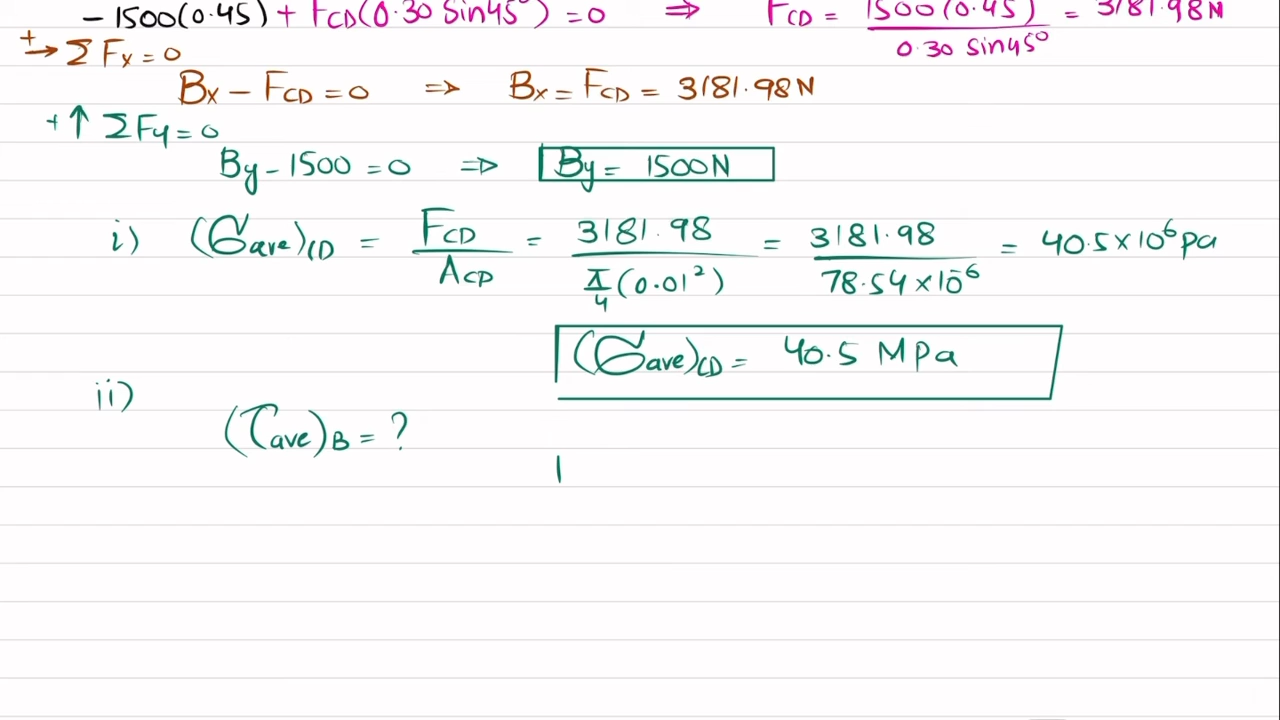 -1500(0.45) + FCD(0.30 sin45°) = 0 ⇒ FCD = 1500(0.45) / 0.30 sin45° = 3181.98N
+→ ΣFx = 0
Bx - FCD = 0 ⇒ Bx = FCD = 3181.98N
+↑ ΣFy = 0
By - 1500 = 0 ⇒ By = 1500N
i) (σave)CD = FCD / ACD = 3181.98 / π/4 (0.01²) = 3181.98 / 78.54×10⁻⁶ = 40.5×10⁶ pa
(σave)CD = 40.5 MPa
ii)
(τave)B = ?